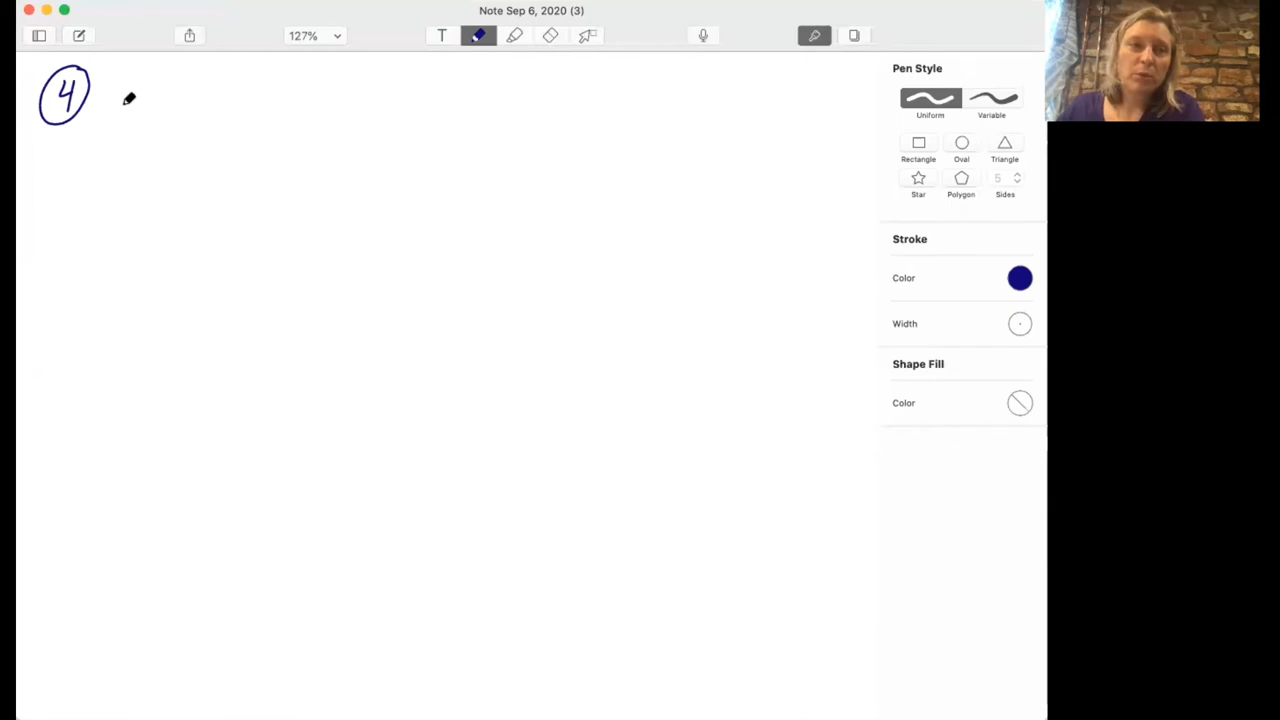 Note Sep 6, 2020 (3)
127%
T
4
Pen Style
Uniform Variable
Rectangle Oval Triangle
5
Star Polygon Sides
Stroke
Color
Width
Shape Fill
Color